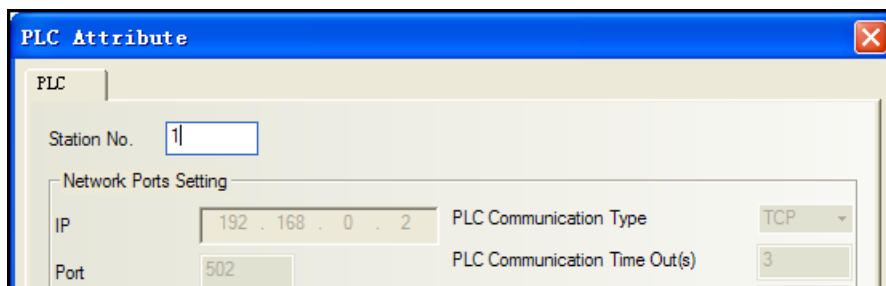 PLC Attribute
PLC
Station No. 1
Network Ports Setting
IP 192 . 168 . 0 . 2 PLC Communication Type TCP
Port 502 PLC Communication Time Out(s) 3